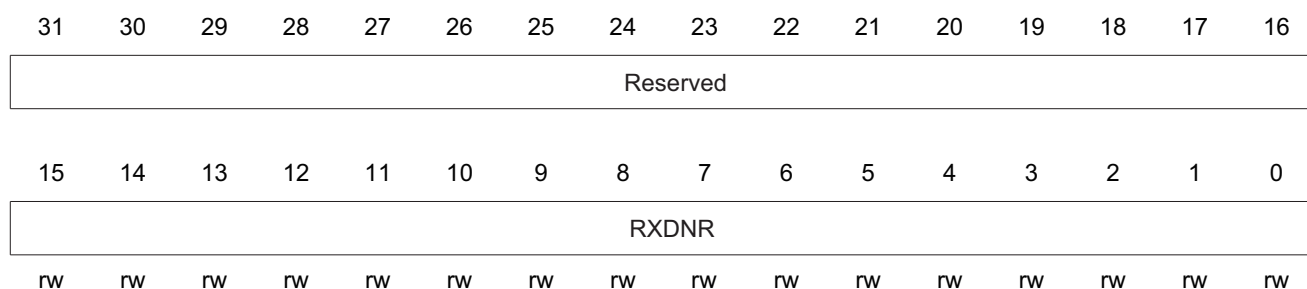 31 30 29 28 27 26 25 24 23 22 21 20 19 18 17 16
Reserved
15 14 13 12 11 10 9 8 7 6 5 4 3 2 1 0
RXDNR
rw rw rw rw rw rw rw rw rw rw rw rw rw rw rw rw